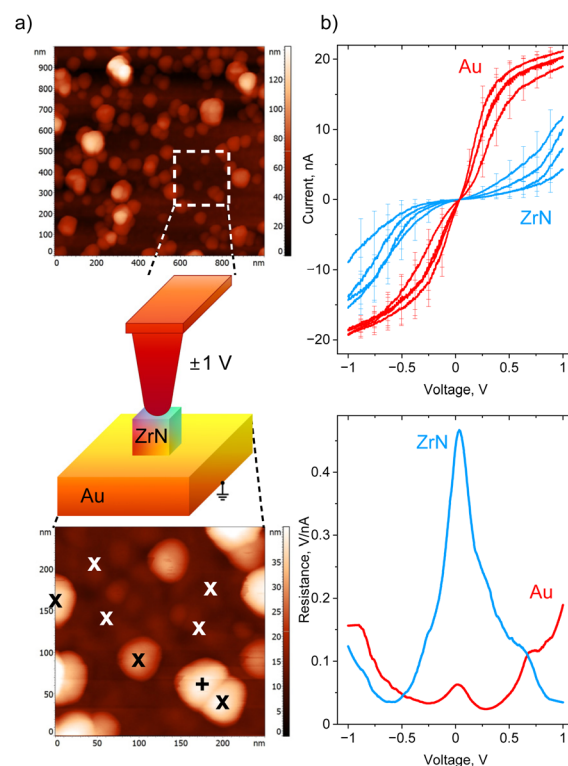 a)
b)
nm
nm
900
800
700
600
500
400
300
200
100
0
0 200 400 600 800 nm
120
100
80
60
40
20
0
±1 V
ZrN
Au
nm
nm
200
150
100
50
0
0 50 100 150 200 nm
35
30
25
20
15
10
5
0
x
x
x
x
x
x
+
x
20
10
0
−10
−20
Current, nA
Au
ZrN
−1 −0.5 0 0.5 1
Voltage, V
0.4
0.3
0.2
0.1
0
Resistance, V/nA
ZrN
Au
−1 −0.5 0 0.5 1
Voltage, V